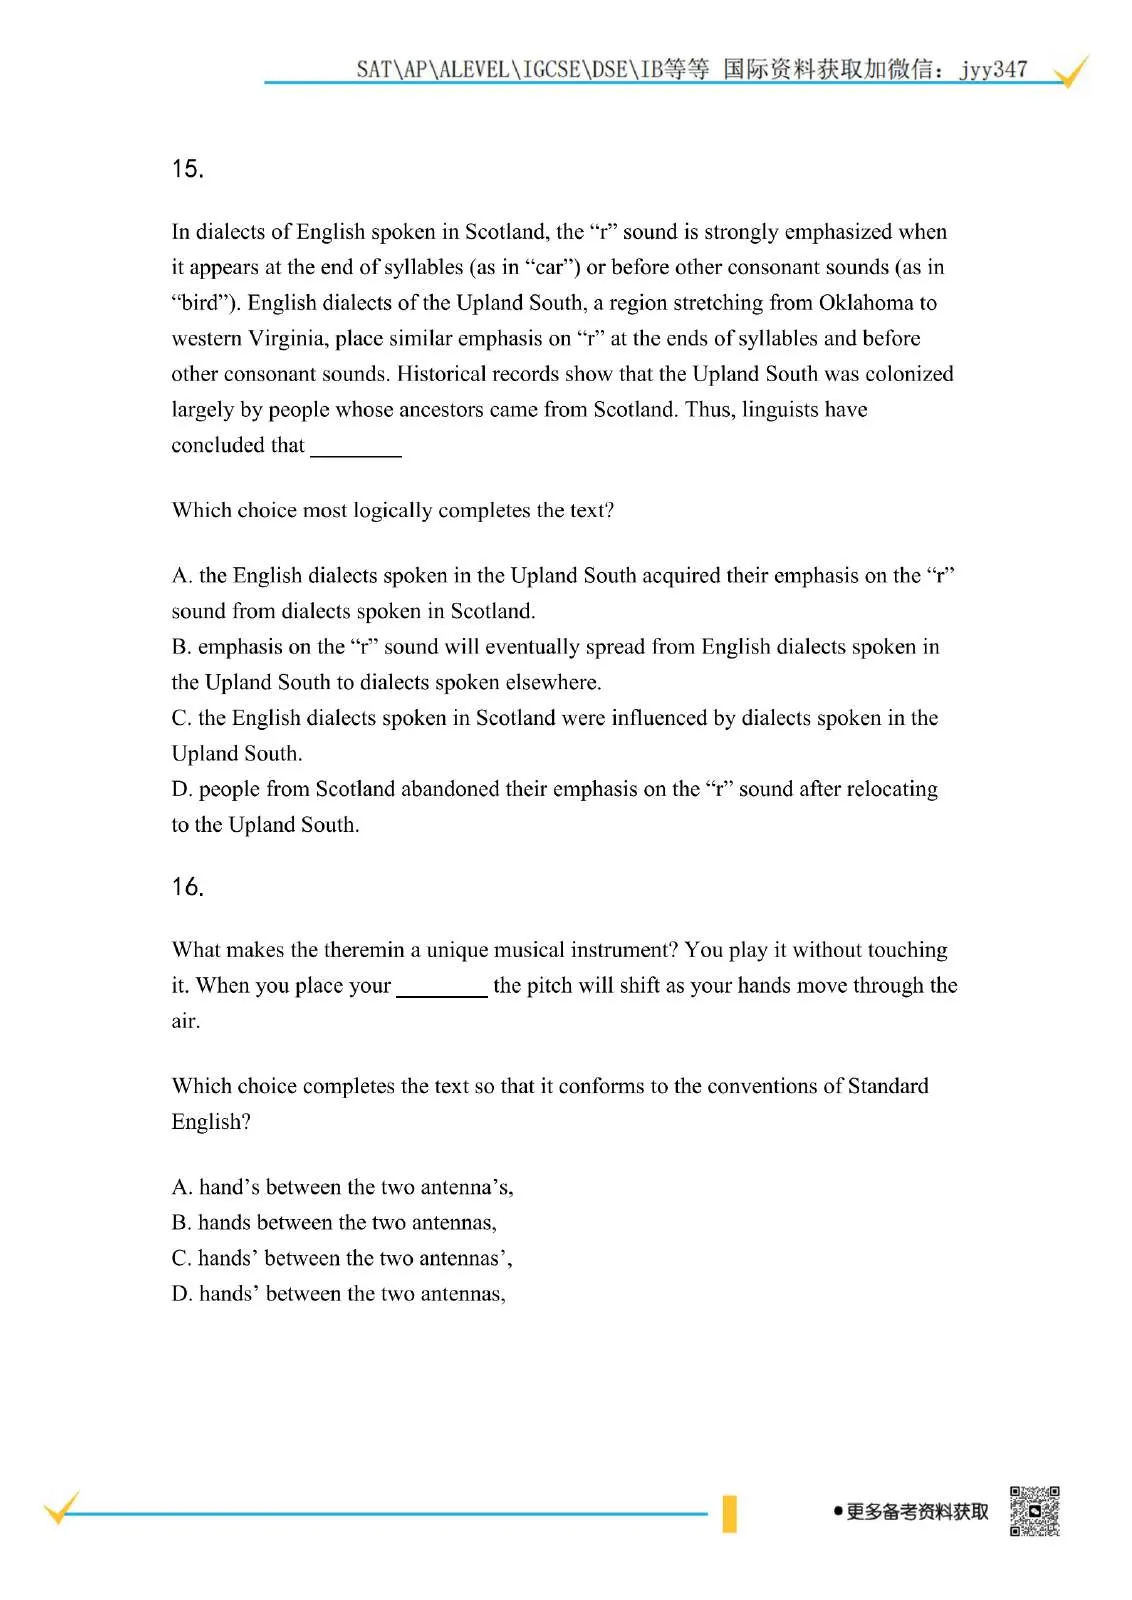 SAT\AP\ALEVEL\IGCSE\DSE\IB等等 国际资料获取加微信：jyy347
15.
In dialects of English spoken in Scotland, the “r” sound is strongly emphasized when
it appears at the end of syllables (as in “car”) or before other consonant sounds (as in
“bird”). English dialects of the Upland South, a region stretching from Oklahoma to
western Virginia, place similar emphasis on “r” at the ends of syllables and before
other consonant sounds. Historical records show that the Upland South was colonized
largely by people whose ancestors came from Scotland. Thus, linguists have
concluded that ________
Which choice most logically completes the text?
A. the English dialects spoken in the Upland South acquired their emphasis on the “r”
sound from dialects spoken in Scotland.
B. emphasis on the “r” sound will eventually spread from English dialects spoken in
the Upland South to dialects spoken elsewhere.
C. the English dialects spoken in Scotland were influenced by dialects spoken in the
Upland South.
D. people from Scotland abandoned their emphasis on the “r” sound after relocating
to the Upland South.
16.
What makes the theremin a unique musical instrument? You play it without touching
it. When you place your ________ the pitch will shift as your hands move through the
air.
Which choice completes the text so that it conforms to the conventions of Standard
English?
A. hand’s between the two antenna’s,
B. hands between the two antennas,
C. hands’ between the two antennas’,
D. hands’ between the two antennas,
•更多备考资料获取